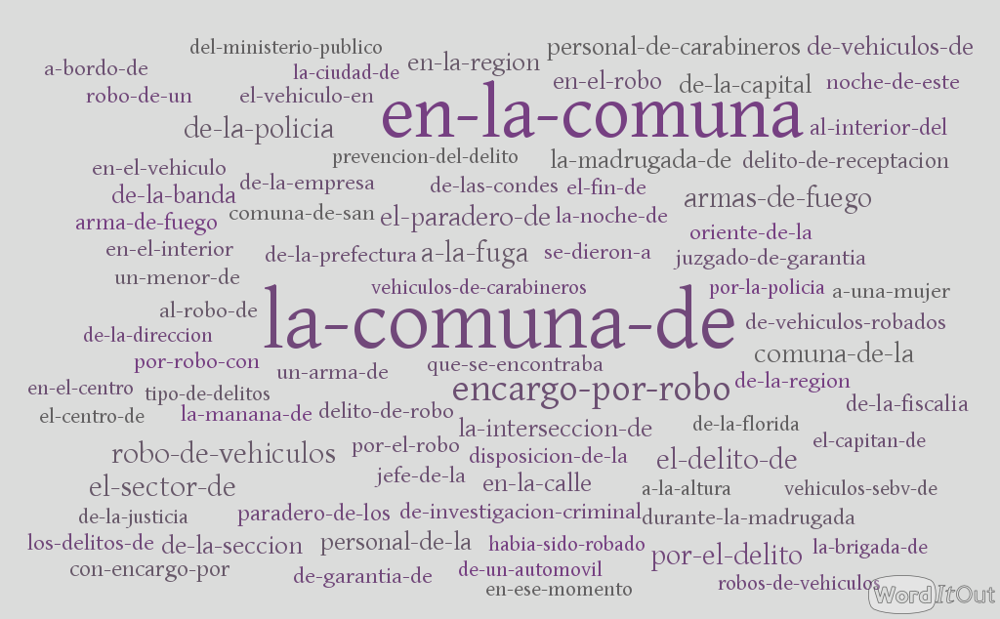 del-ministerio-publico
personal-de-carabineros
de-vehiculos-de
a-bordo-de
la-ciudad-de
en-la-region
en-el-robo
de-la-capital
noche-de-este
robo-de-un
el-vehiculo-en
en-la-comuna
de-la-policia
al-interior-del
prevencion-del-delito
la-madrugada-de
delito-de-receptacion
en-el-vehiculo
de-la-empresa
de-las-condes
el-fin-de
de-la-banda
armas-de-fuego
comuna-de-san
el-paradero-de
la-noche-de
arma-de-fuego
oriente-de-la
en-el-interior
de-la-prefectura
a-la-fuga
se-dieron-a
juzgado-de-garantia
un-menor-de
vehiculos-de-carabineros
por-la-policia
a-una-mujer
al-robo-de
la-comuna-de
de-vehiculos-robados
de-la-direccion
comuna-de-la
por-robo-con
un-arma-de
que-se-encontraba
de-la-region
en-el-centro
tipo-de-delitos
encargo-por-robo
de-la-fiscalia
el-centro-de
la-manana-de
delito-de-robo
la-interseccion-de
de-la-florida
el-capitan-de
robo-de-vehiculos
por-el-robo
disposicion-de-la
el-delito-de
jefe-de-la
en-la-calle
el-sector-de
a-la-altura
vehiculos-sebv-de
de-la-justicia
paradero-de-los
de-investigacion-criminal
durante-la-madrugada
los-delitos-de
de-la-seccion
personal-de-la
habia-sido-robado
por-el-delito
la-brigada-de
con-encargo-por
de-garantia-de
de-un-automovil
en-ese-momento
robos-de-vehiculos
WordItOut